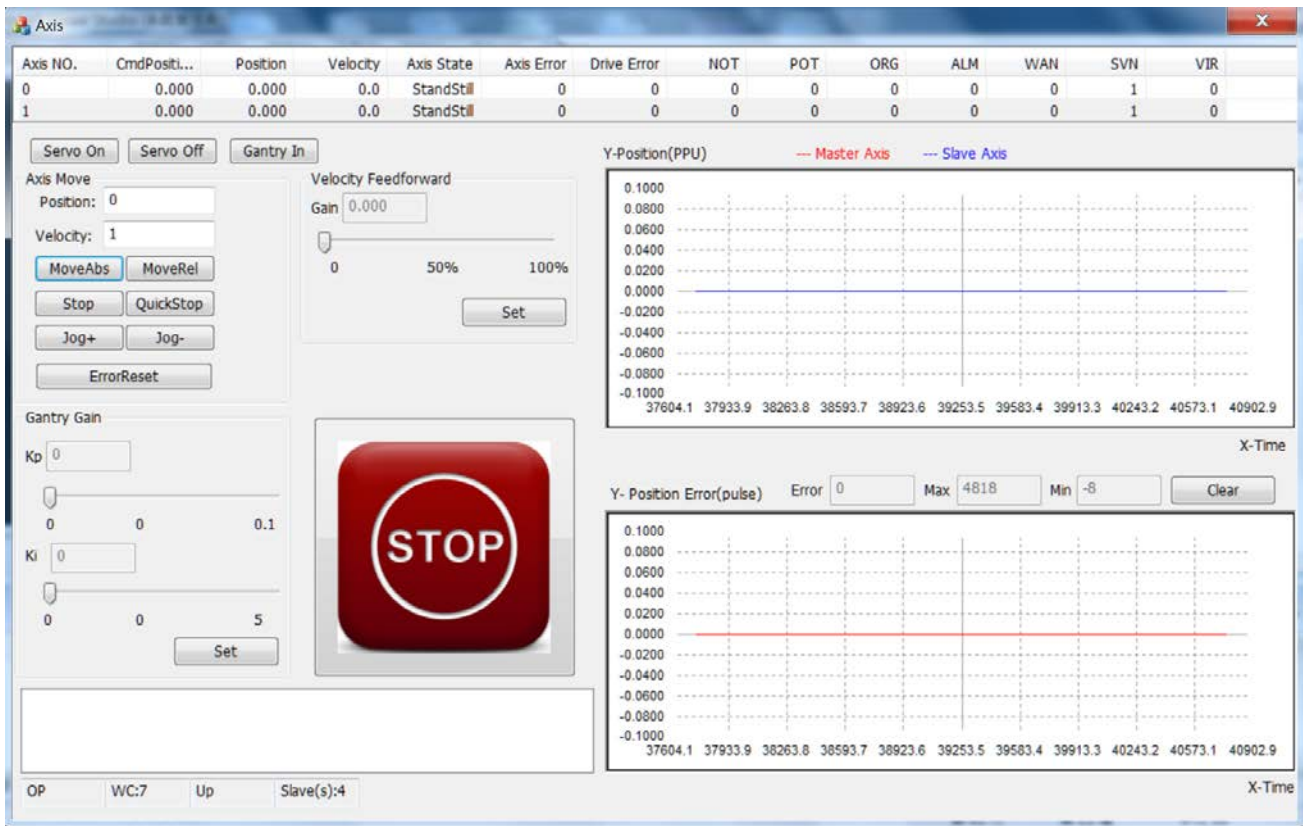 Axis
X
Axis NO. CmdPositi... Position Velocity Axis State Axis Error Drive Error NOT POT ORG ALM WAN SVN VIR
0 0.000 0.000 0.0 StandStill 0 0 0 0 0 0 0 1 0
1 0.000 0.000 0.0 StandStill 0 0 0 0 0 0 0 1 0
Servo On Servo Off Gantry In
Axis Move
Position: 0
Velocity: 1
MoveAbs MoveRel
Stop QuickStop
Jog+ Jog-
ErrorReset
Velocity Feedforward
Gain 0.000
0 50% 100%
Set
Gantry Gain
Kp 0
0 0 0.1
Ki 0
0 0 5
Set
STOP
Y-Position(PPU) --- Master Axis --- Slave Axis
0.1000
0.0800
0.0600
0.0400
0.0200
0.0000
-0.0200
-0.0400
-0.0600
-0.0800
-0.1000
37604.1 37933.9 38263.8 38593.7 38923.6 39253.5 39583.4 39913.3 40243.2 40573.1 40902.9
X-Time
Y- Position Error(pulse) Error 0 Max 4818 Min -8 Clear
0.1000
0.0800
0.0600
0.0400
0.0200
0.0000
-0.0200
-0.0400
-0.0600
-0.0800
-0.1000
37604.1 37933.9 38263.8 38593.7 38923.6 39253.5 39583.4 39913.3 40243.2 40573.1 40902.9
X-Time
OP WC:7 Up Slave(s):4